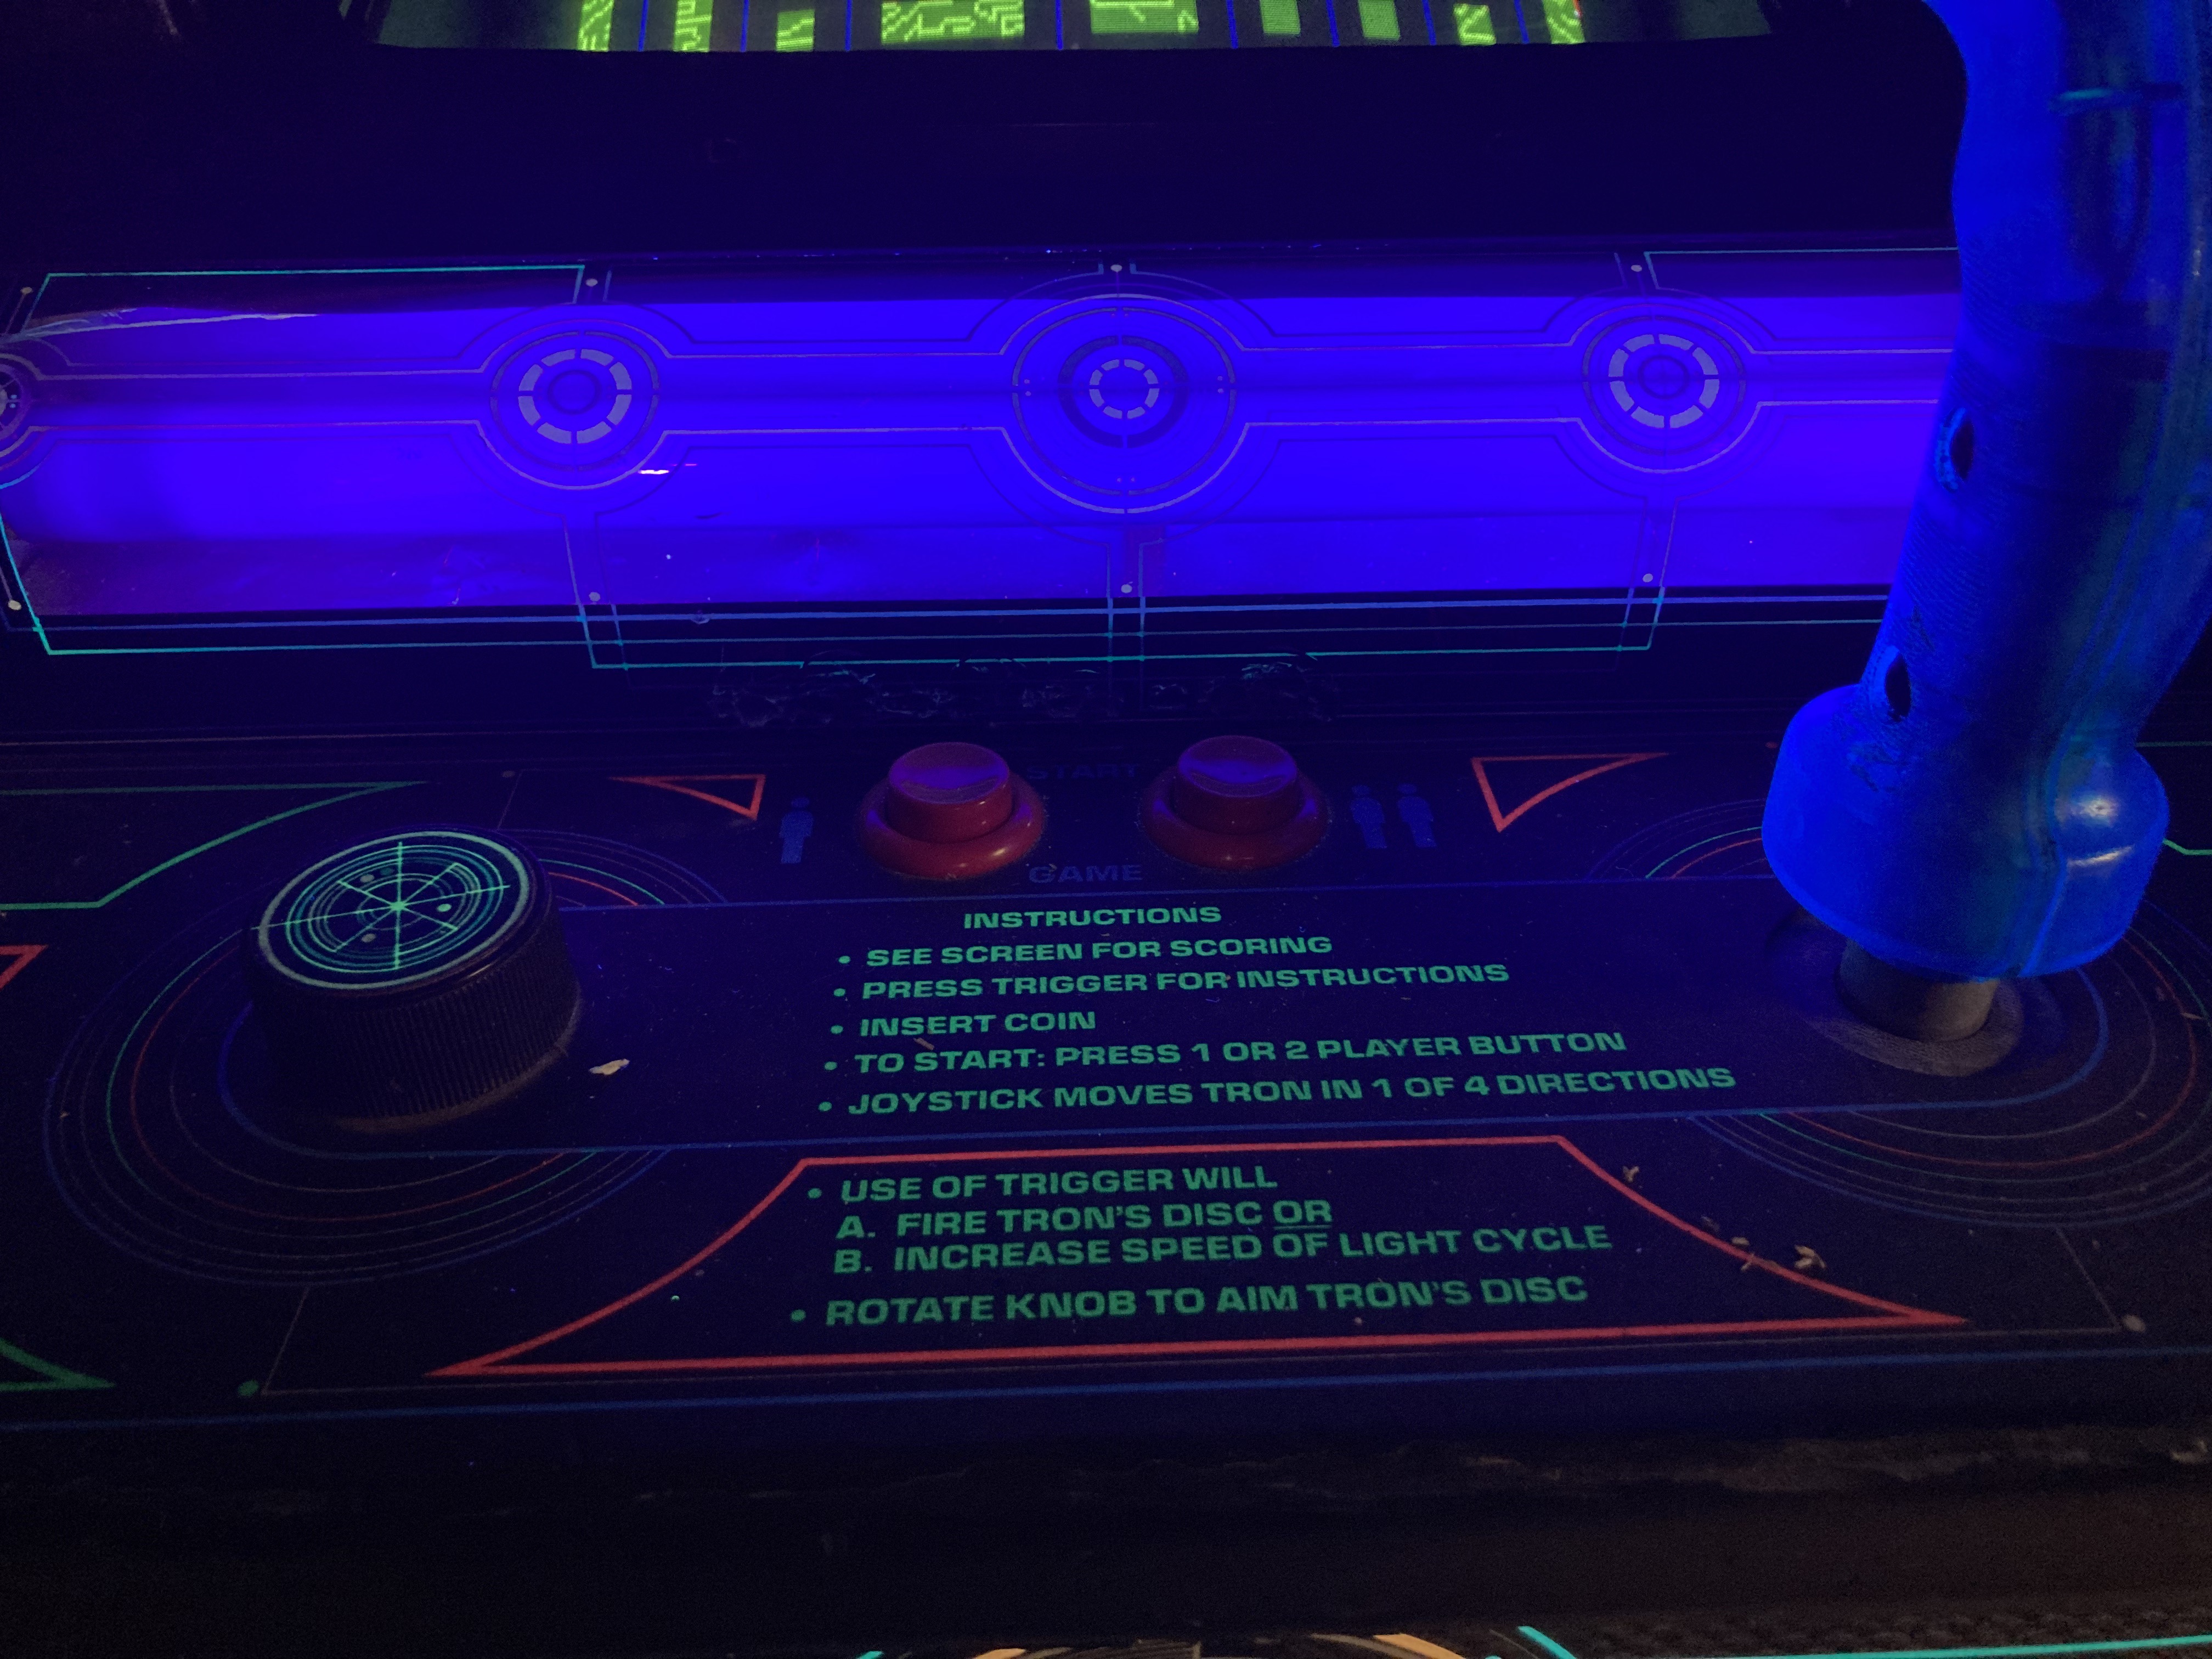 START
GAME
INSTRUCTIONS
• SEE SCREEN FOR SCORING
• PRESS TRIGGER FOR INSTRUCTIONS
• INSERT COIN
• TO START: PRESS 1 OR 2 PLAYER BUTTON
• JOYSTICK MOVES TRON IN 1 OF 4 DIRECTIONS
• USE OF TRIGGER WILL
A. FIRE TRON'S DISC OR
B. INCREASE SPEED OF LIGHT CYCLE
• ROTATE KNOB TO AIM TRON'S DISC